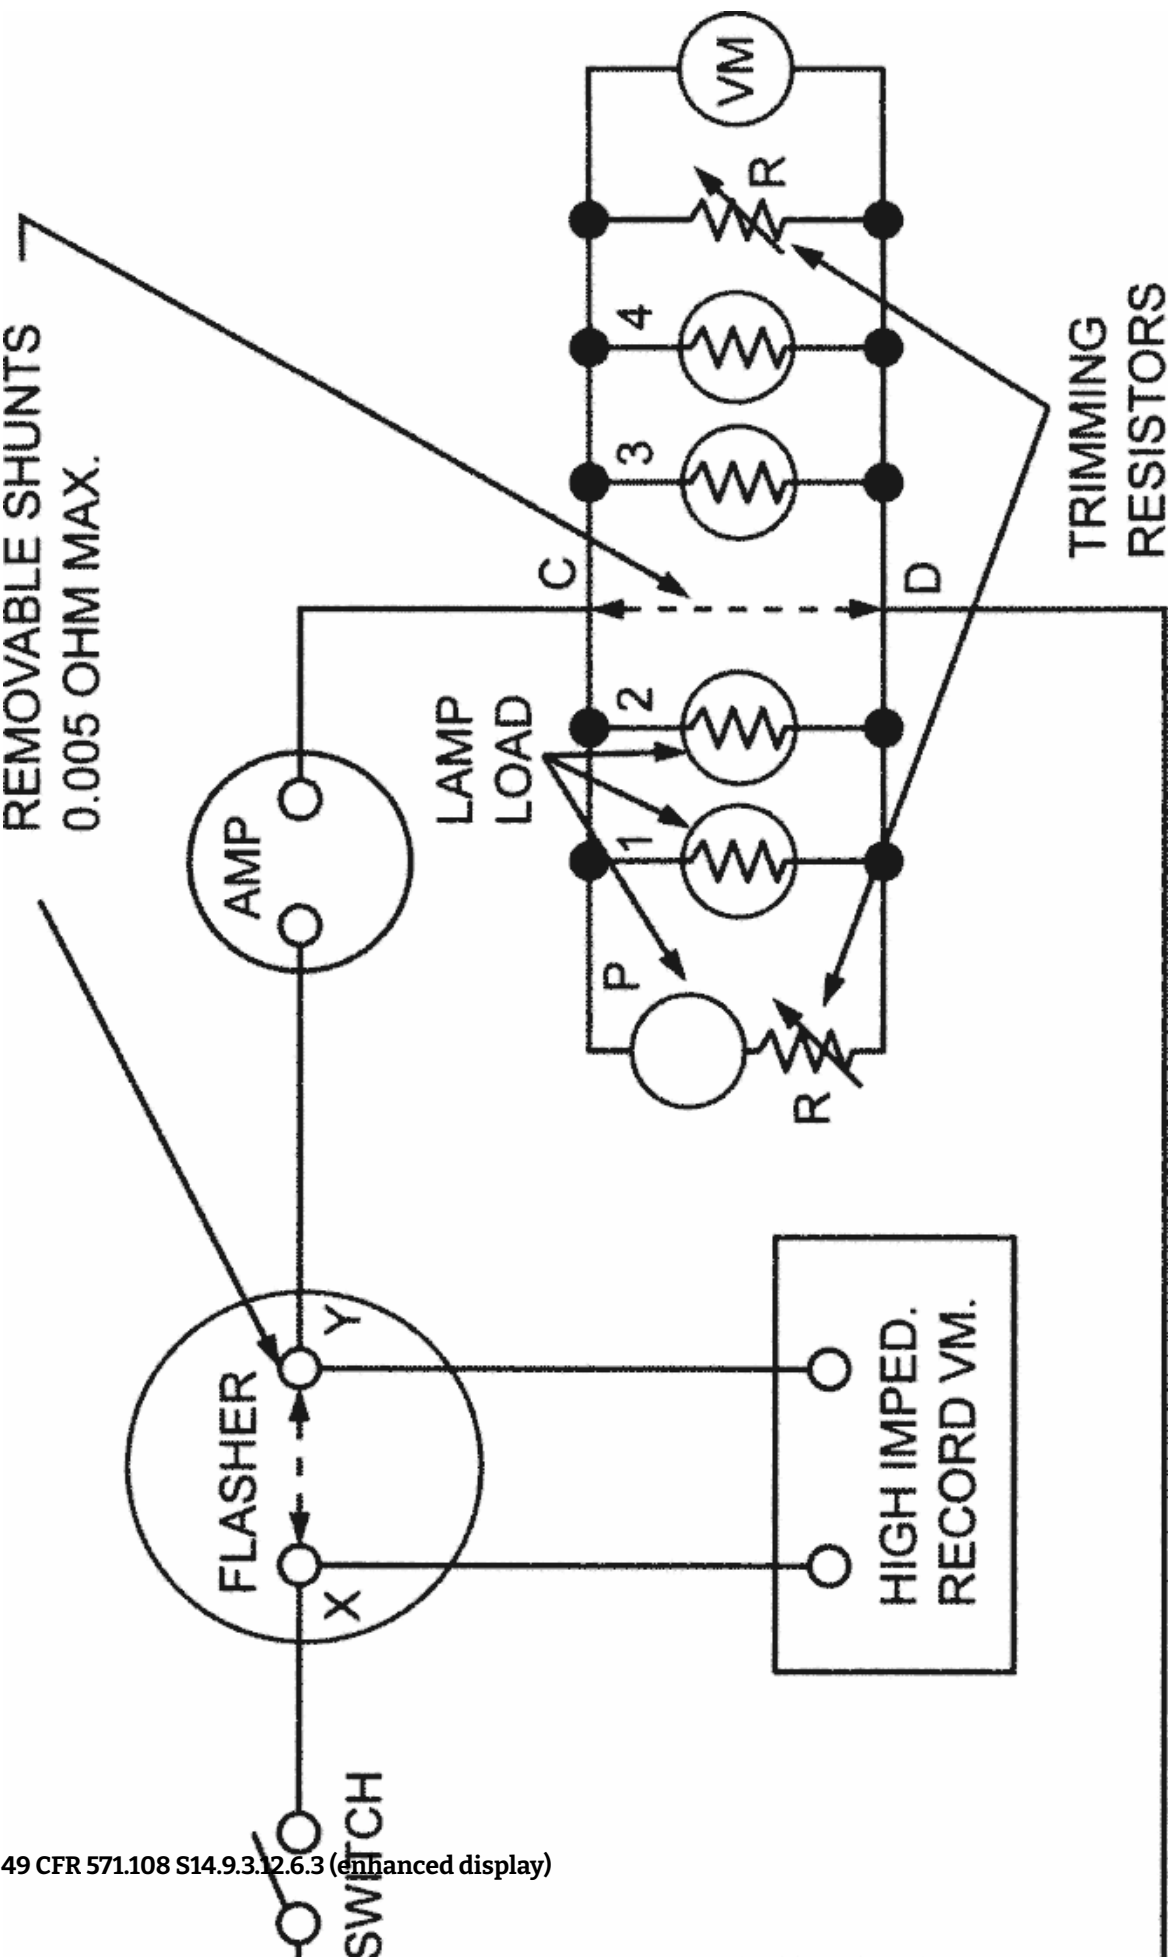 REMOVABLE SHUNTS
0.005 OHM MAX.
SWITCH
FLASHER
X
Y
AMP
HIGH IMPED.
RECORD VM.
LAMP
LOAD
P
R
1
2
C
D
3
4
R
VM
TRIMMING
RESISTORS
49 CFR 571.108 S14.9.3.12.6.3 (enhanced display)